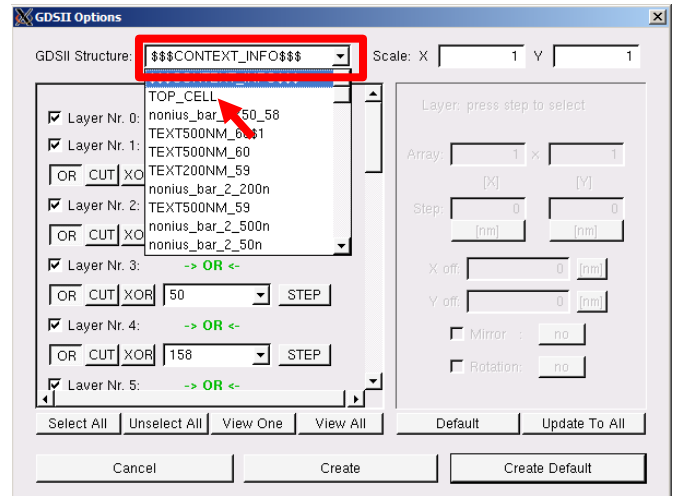 GDSII Options
GDSII Structure: $$$CONTEXT_INFO$$$ Scale: X 1 Y 1
TOP_CELL
nonius_bar_ 50_58
TEXT500NM_ $1
TEXT500NM_60
TEXT200NM_59
nonius_bar_2_200n
TEXT500NM_59
nonius_bar_2_500n
nonius_bar_2_50n
Layer Nr. 0:
Layer Nr. 1:
OR CUT XO
Layer Nr. 2:
OR CUT XO
Layer Nr. 3: -> OR <-
OR CUT XOR 50 STEP
Layer Nr. 4: -> OR <-
OR CUT XOR 158 STEP
Layer Nr. 5: -> OR <-
Select All Unselect All View One View All
Layer: press step to select
Array: 1 × 1
[X] [Y]
Step: 0 0
[nm] [nm]
X off: 0 [nm]
Y off: 0 [nm]
Mirror : no
Rotation: no
Default Update To All
Cancel Create Create Default